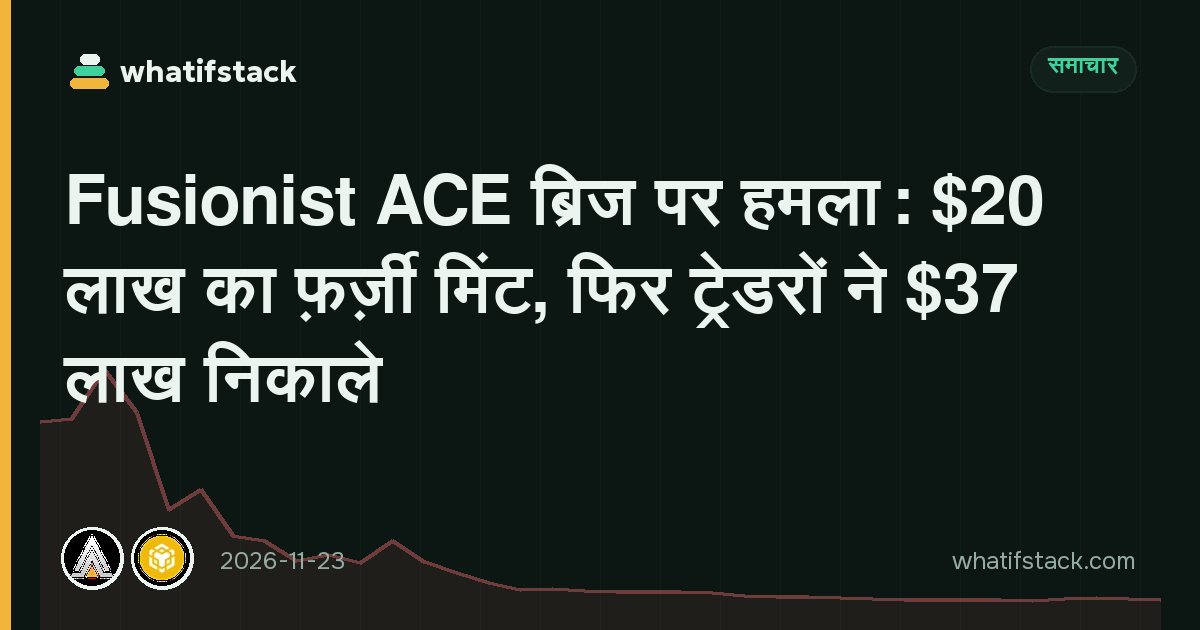 whatifstack
समाचार
Fusionist ACE ब्रिज पर हमला : $20
लाख का फ़र्ज़ी मिंट, फिर ट्रेडरों ने $37
लाख निकाले
2026-11-23
whatifstack.com